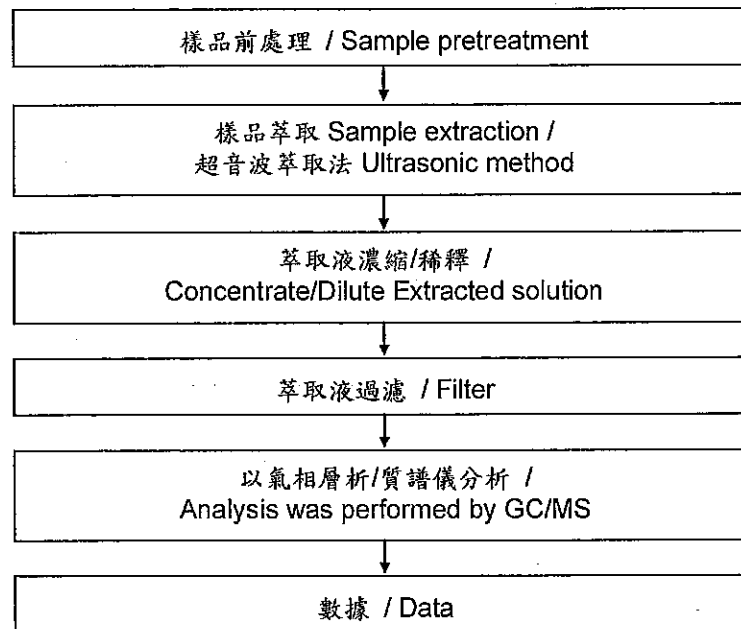 樣品前處理 / Sample pretreatment
樣品萃取 Sample extraction /
超音波萃取法 Ultrasonic method
萃取液濃縮/稀釋 /
Concentrate/Dilute Extracted solution
萃取液過濾 / Filter
以氣相層析/質譜儀分析 /
Analysis was performed by GC/MS
數據 / Data